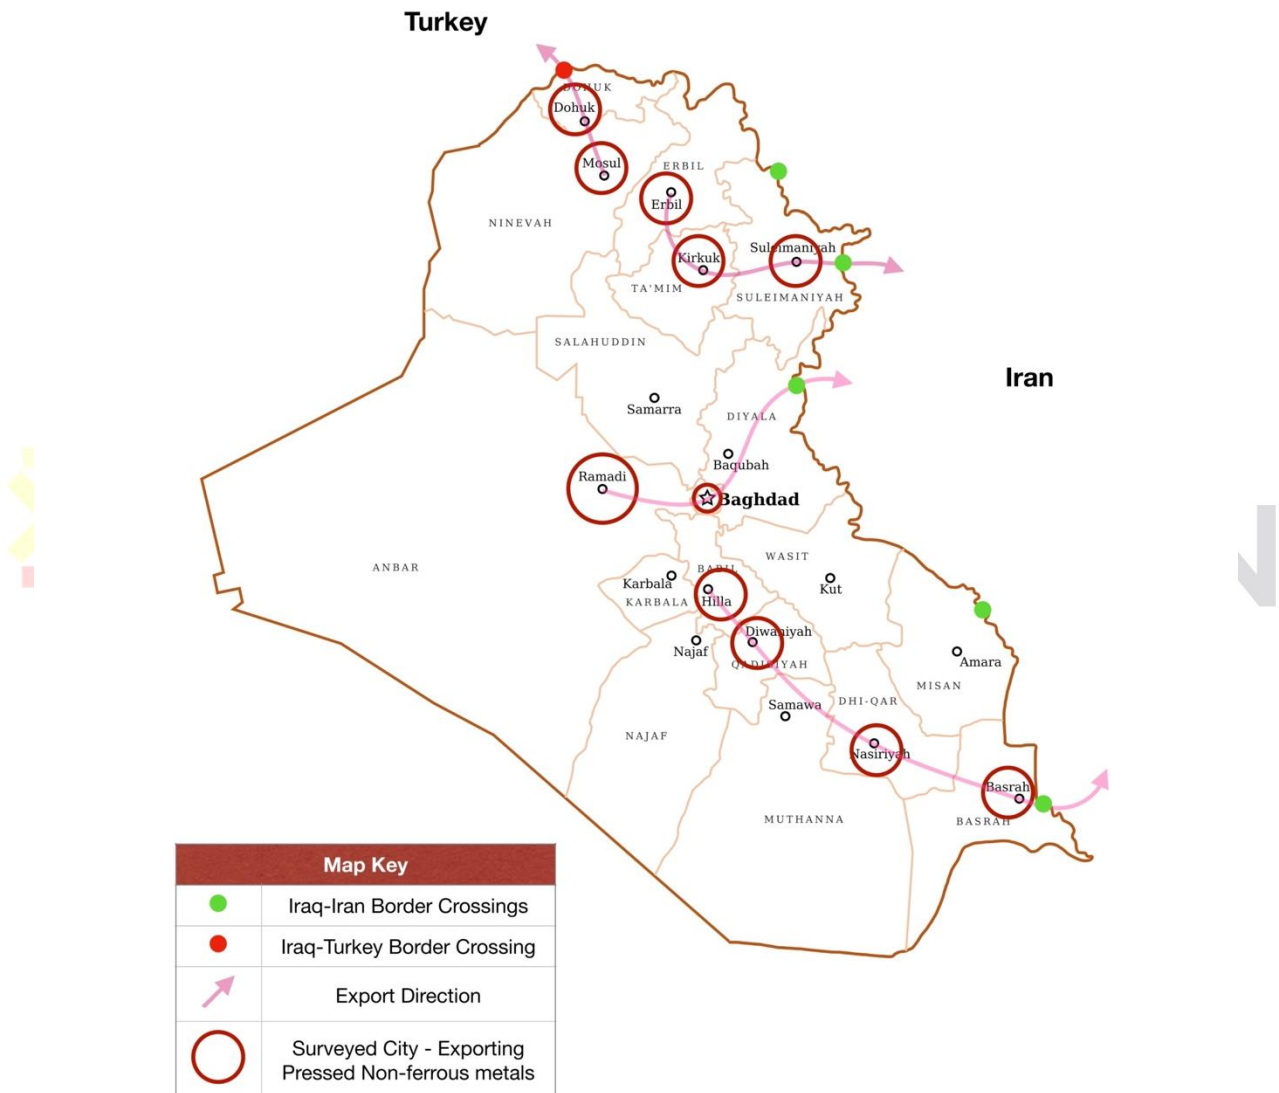 Turkey
DOHUK
Dohuk
Mosul
ERBIL
Erbil
NINEVAH
Suleimaniyah
Kirkuk
TA'MIM
SULEIMANIYAH
SALAHUDDIN
Iran
Samarra
DIYALA
Baqubah
Ramadi
Baghdad
WASIT
ANBAR
BABIL
Karbala
Kut
KARBALA
Hilla
Diwaniyah
Najaf
QADISIYAH
Amara
MISAN
DHI-QAR
Samawa
NAJAF
Nasiriyah
Basrah
MUTHANNA
BASRAH
Map Key
Iraq-Iran Border Crossings
Iraq-Turkey Border Crossing
Export Direction
Surveyed City - Exporting
Pressed Non-ferrous metals